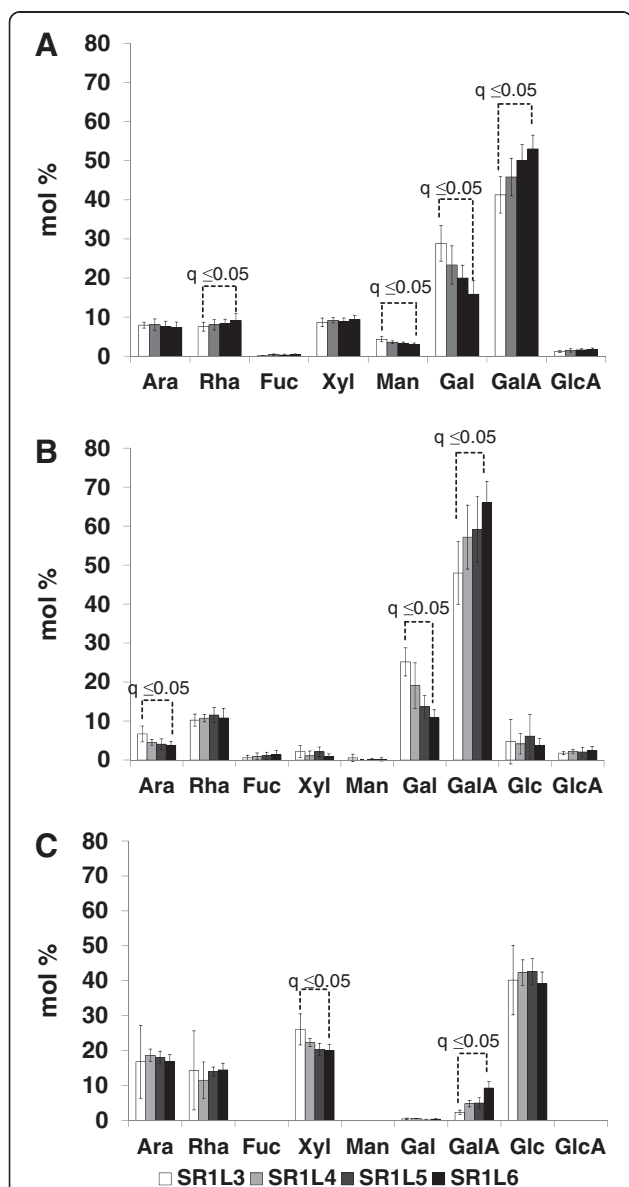 A
80
70
60
50
40
30
20
10
0
mol %
q ≤0.05
q ≤0.05
q ≤0.05
q ≤0.05
Ara Rha Fuc Xyl Man Gal GalA GlcA
B
80
70
60
50
40
30
20
10
0
mol %
q ≤0.05
q ≤0.05
q ≤0.05
Ara Rha Fuc Xyl Man Gal GalA Glc GlcA
C
80
70
60
50
40
30
20
10
0
mol %
q ≤0.05
q ≤0.05
Ara Rha Fuc Xyl Man Gal GalA Glc GlcA
SR1L3 SR1L4 SR1L5 SR1L6